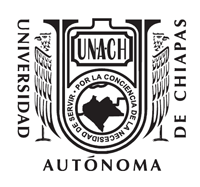 UNIVERSIDAD
UNACH
POR LA CONCIENCIA
DE LA NECESIDAD DE SERVIR
AUTÓNOMA
DE CHIAPAS